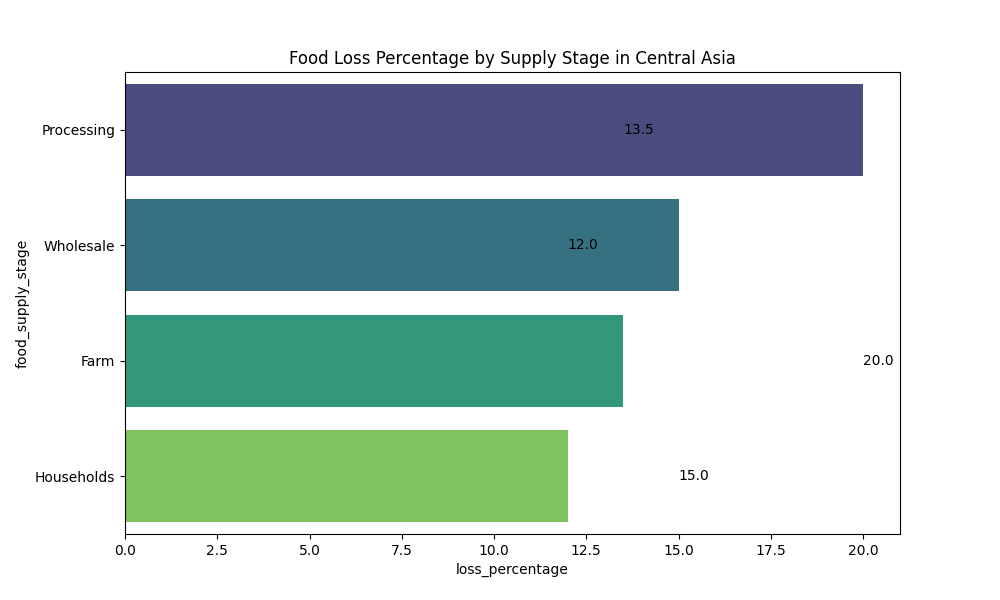 Food Loss Percentage by Supply Stage in Central Asia
food_supply_stage
Processing
13.5
Wholesale
12.0
Farm
20.0
Households
15.0
0.0 2.5 5.0 7.5 10.0 12.5 15.0 17.5 20.0
loss_percentage